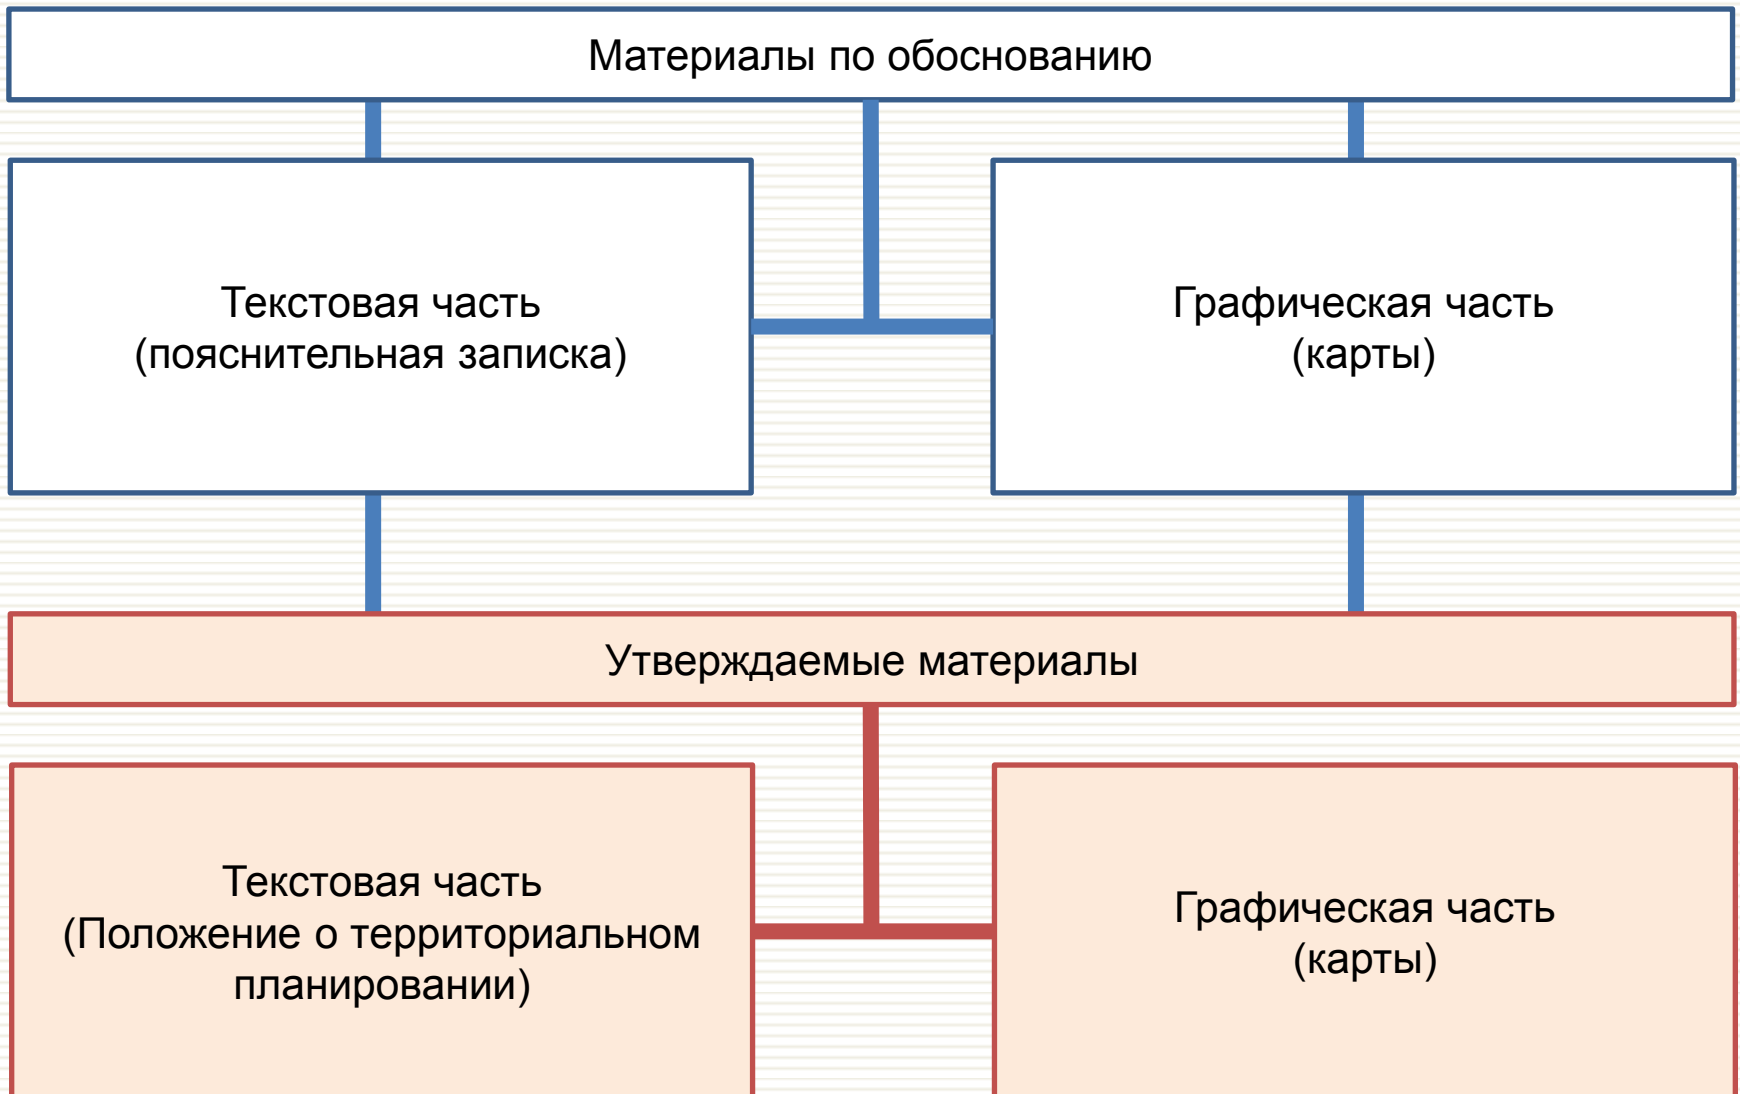 Материалы по обоснованию
Текстовая часть
(пояснительная записка)
Графическая часть
(карты)
Утверждаемые материалы
Текстовая часть
(Положение о территориальном
планировании)
Графическая часть
(карты)